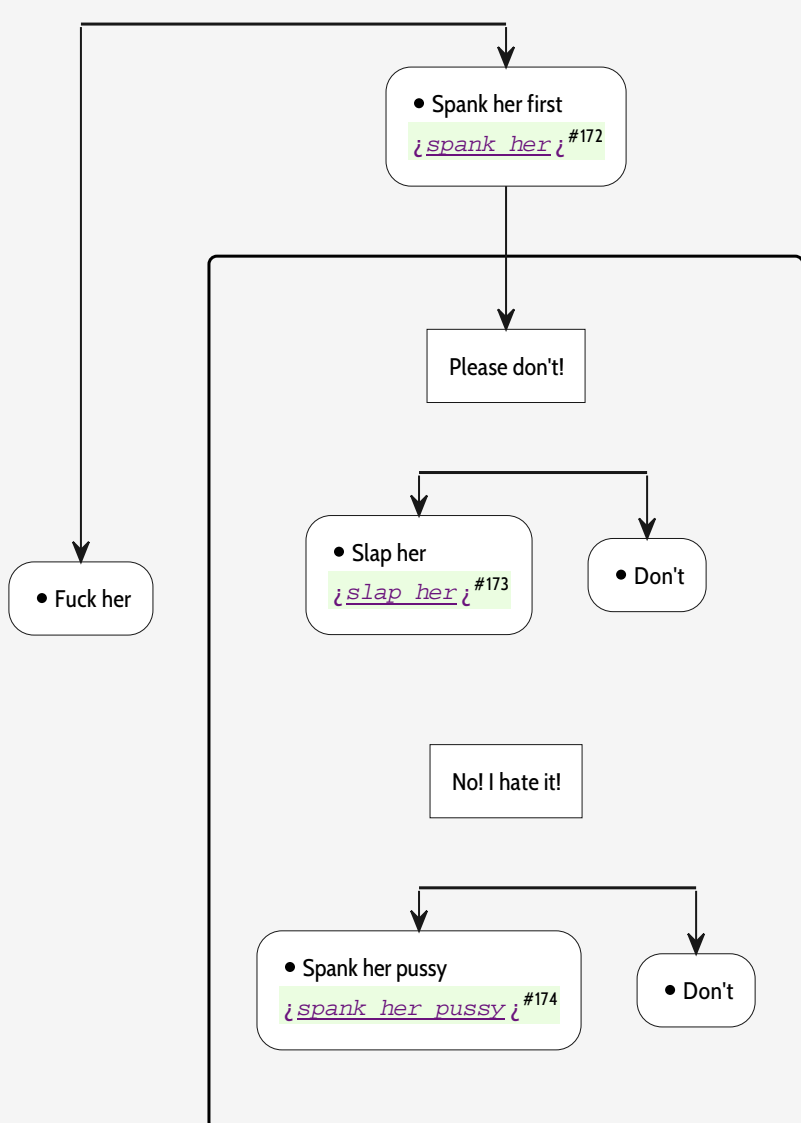 • Spank her first
¿spank her¿#172
Please don't!
• Slap her
¿slap her¿#173
• Don't
• Fuck her
No! I hate it!
• Spank her pussy
¿spank her pussy¿#174
• Don't